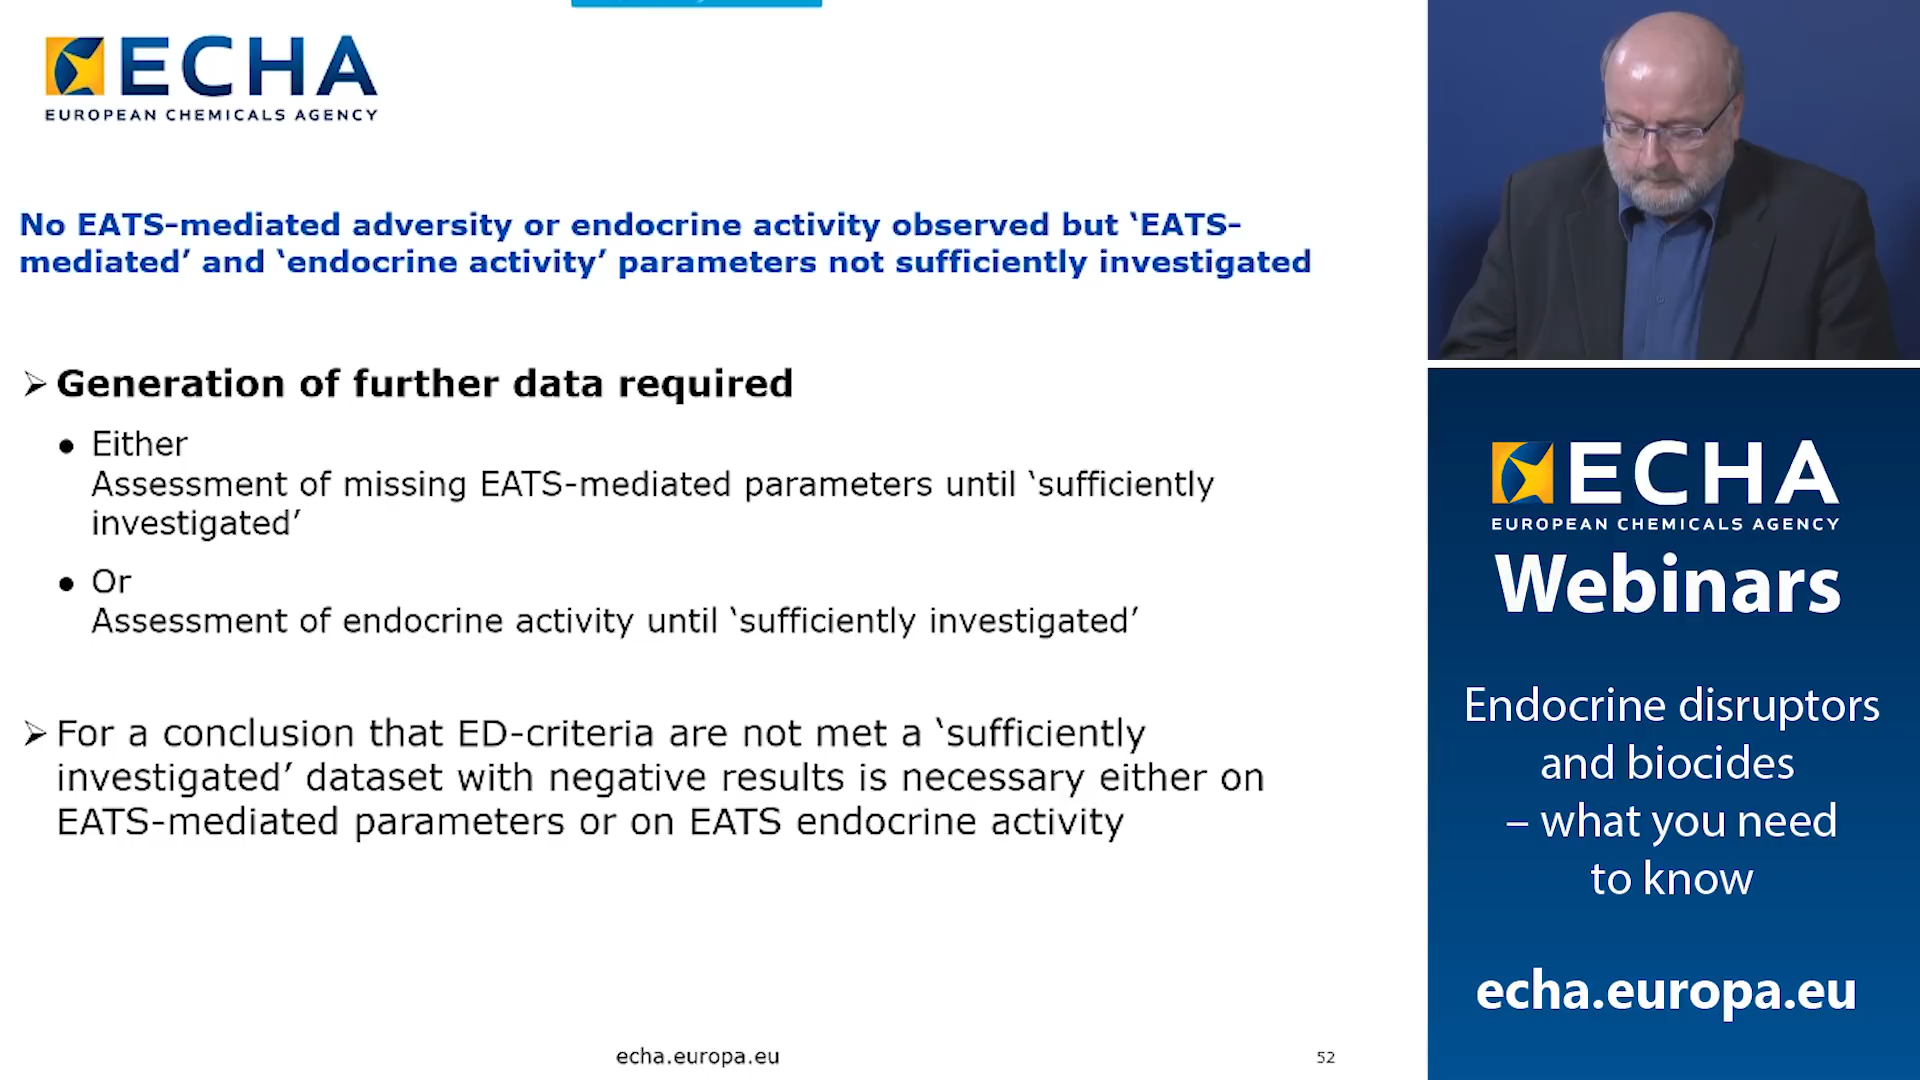 ECHA
EUROPEAN CHEMICALS AGENCY
No EATS-mediated adversity or endocrine activity observed but ‘EATS-
mediated’ and ‘endocrine activity’ parameters not sufficiently investigated
➢ Generation of further data required
● Either
Assessment of missing EATS-mediated parameters until ‘sufficiently
investigated’
● Or
Assessment of endocrine activity until ‘sufficiently investigated’
➢ For a conclusion that ED-criteria are not met a ‘sufficiently
investigated’ dataset with negative results is necessary either on
EATS-mediated parameters or on EATS endocrine activity
echa.europa.eu
52
ECHA
EUROPEAN CHEMICALS AGENCY
Webinars
Endocrine disruptors
and biocides
– what you need
to know
echa.europa.eu